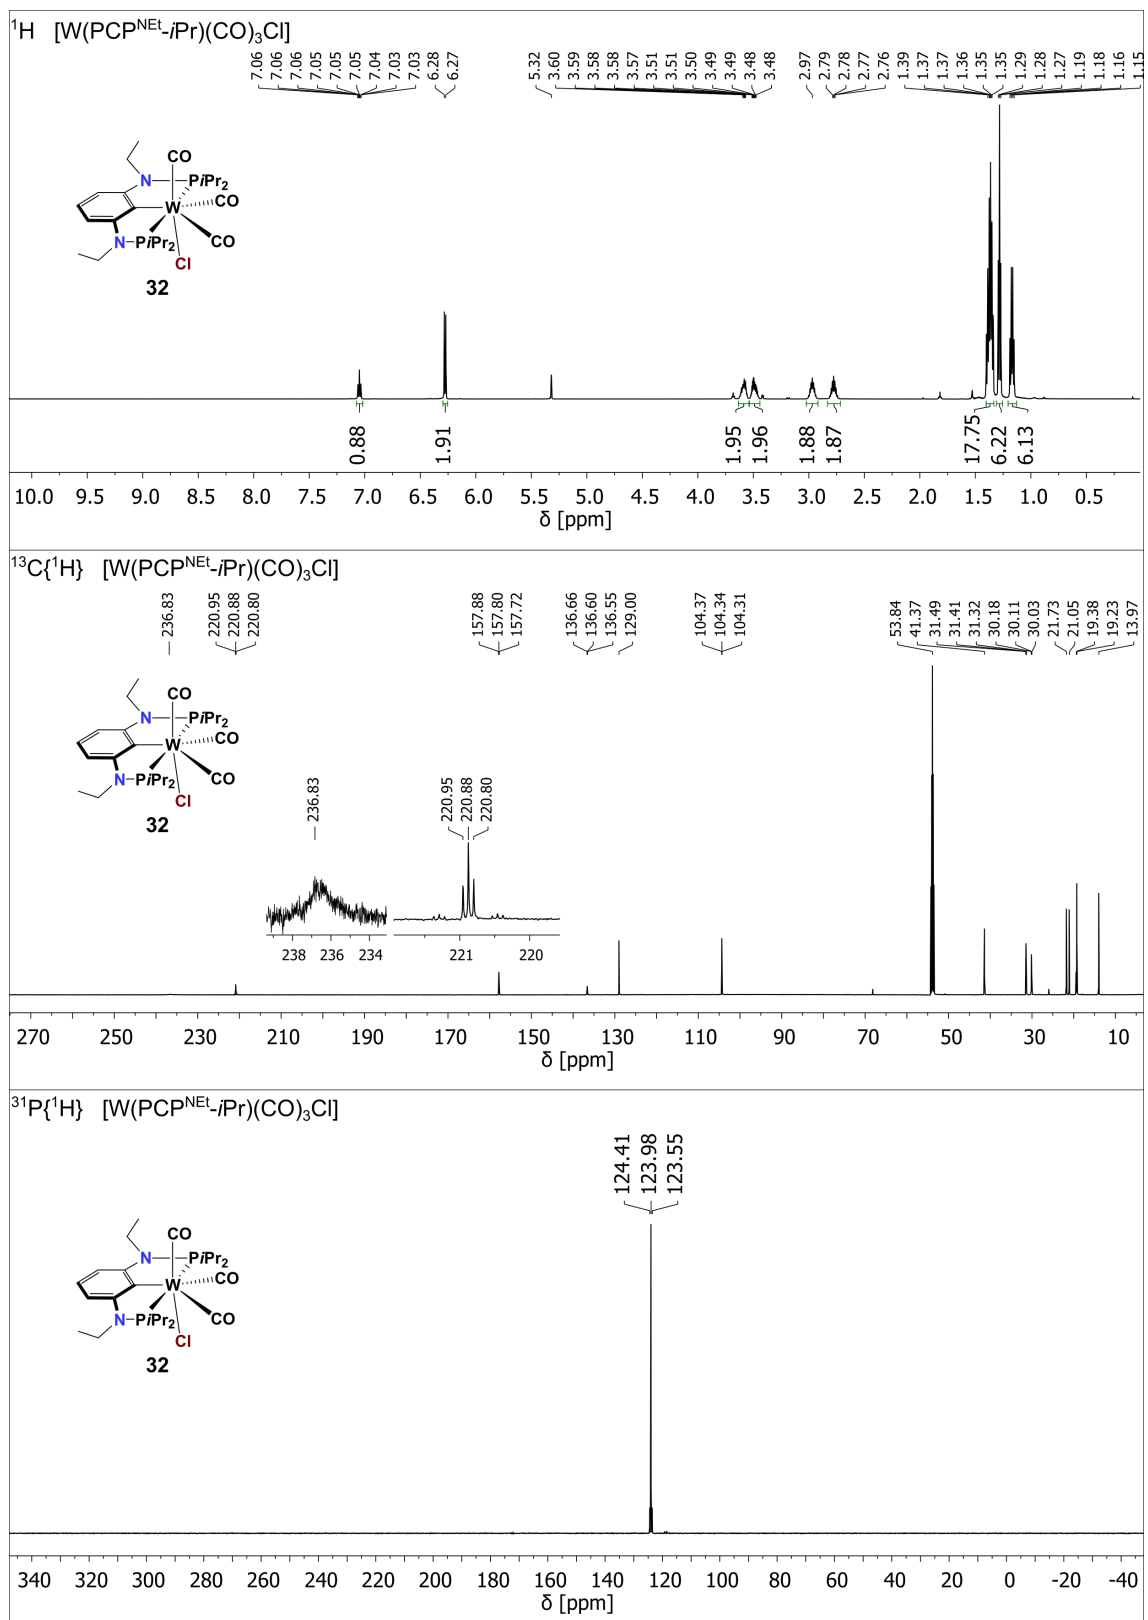 ¹H [W(PCPᴺᴱᵗ-iPr)(CO)₃Cl]
7.06 7.06 7.06 7.05 7.05 7.05 7.04 7.03 7.03 6.28 6.27 5.32 3.60 3.59 3.58 3.58 3.57 3.51 3.51 3.50 3.49 3.49 3.48 3.48 2.97 2.79 2.78 2.77 2.76 1.39 1.37 1.37 1.36 1.35 1.35 1.29 1.28 1.27 1.19 1.18 1.16 1.15
CO
N PiPr₂
W CO
N PiPr₂ CO
Cl
32
0.88 1.91 1.95 1.96 1.88 1.87 17.75 6.22 6.13
10.0 9.5 9.0 8.5 8.0 7.5 7.0 6.5 6.0 5.5 5.0 4.5 4.0 3.5 3.0 2.5 2.0 1.5 1.0 0.5
δ [ppm]
¹³C{¹H} [W(PCPᴺᴱᵗ-iPr)(CO)₃Cl]
236.83 220.95 220.88 220.80 157.88 157.80 157.72 136.66 136.60 136.55 129.00 104.37 104.34 104.31 53.84 41.37 31.49 31.41 31.32 30.18 30.11 30.03 21.73 21.05 19.38 19.23 13.97
CO
N PiPr₂
W CO
N PiPr₂ CO
Cl
32
236.83 220.95 220.88 220.80
238 236 234 221 220
270 250 230 210 190 170 150 130 110 90 70 50 30 10
δ [ppm]
³¹P{¹H} [W(PCPᴺᴱᵗ-iPr)(CO)₃Cl]
124.41 123.98 123.55
CO
N PiPr₂
W CO
N PiPr₂ CO
Cl
32
340 320 300 280 260 240 220 200 180 160 140 120 100 80 60 40 20 0 -20 -40
δ [ppm]